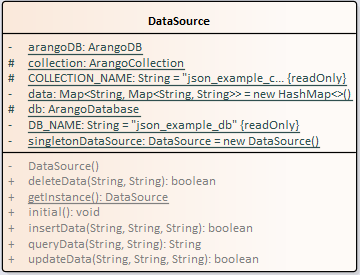 DataSource
- arangoDB: ArangoDB
# collection: ArangoCollection
# COLLECTION_NAME: String = "json_example_c... {readOnly}
- data: Map<String, Map<String, String>> = new HashMap<>()
# db: ArangoDatabase
- DB_NAME: String = "json_example_db" {readOnly}
- singletonDataSource: DataSource = new DataSource()
- DataSource()
+ deleteData(String, String): boolean
+ getInstance(): DataSource
+ initial(): void
+ insertData(String, String, String): boolean
+ queryData(String): String
+ updateData(String, String, String): boolean